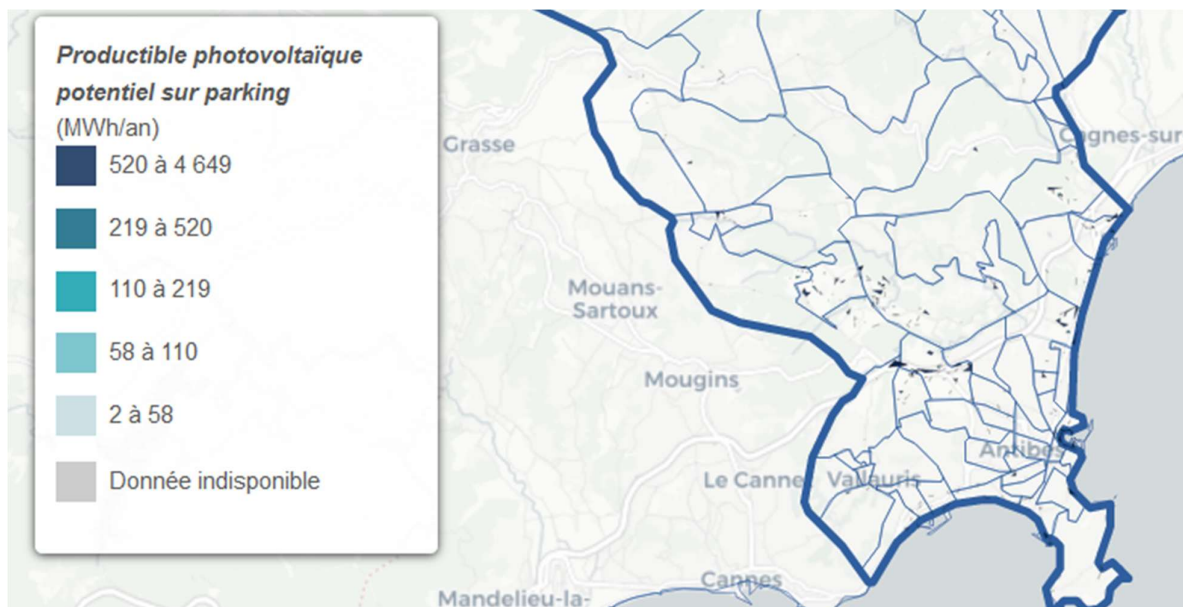 Productible photovoltaïque
potentiel sur parking
(MWh/an)
520 à 4 649
219 à 520
110 à 219
58 à 110
2 à 58
Donnée indisponible
Grasse
Cagnes-sur
Mouans-
Sartoux
Mougins
Antibes
Le Cannet
Vallauris
Cannes
Mandelieu-la-